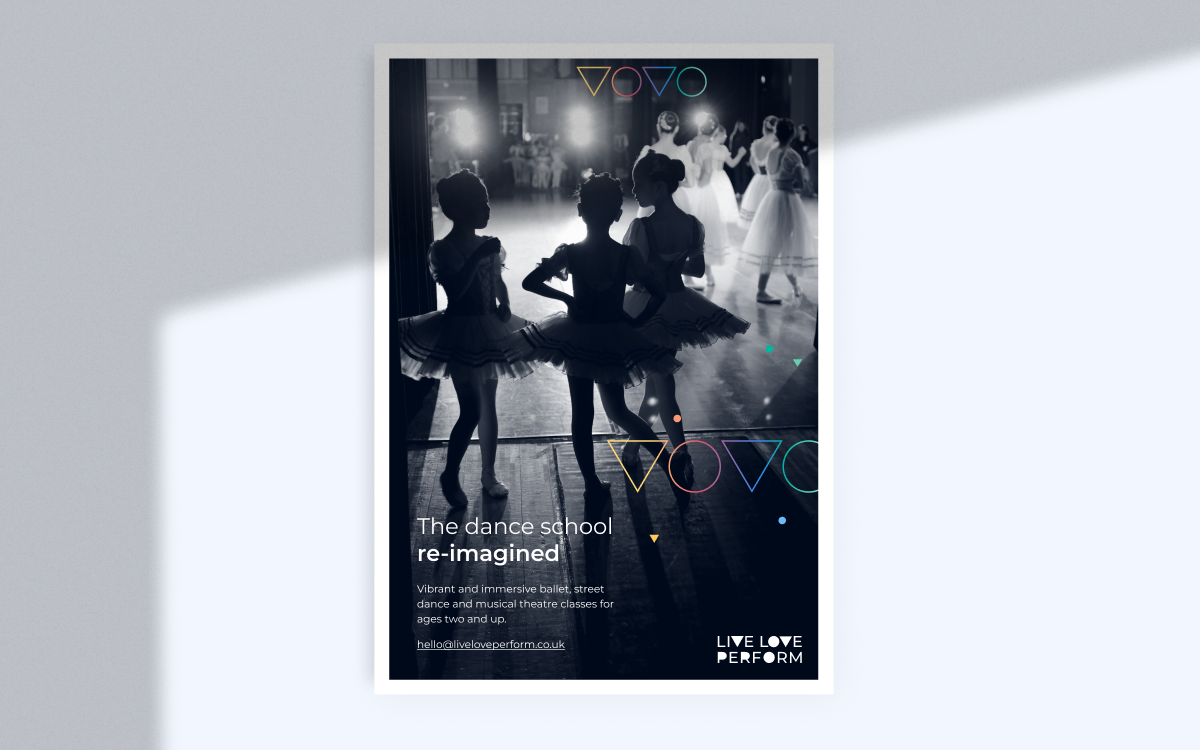 The dance school
re-imagined
Vibrant and immersive ballet, street
dance and musical theatre classes for
ages two and up.
hello@liveloveperform.co.uk
LIVE LOVE
PERFORM